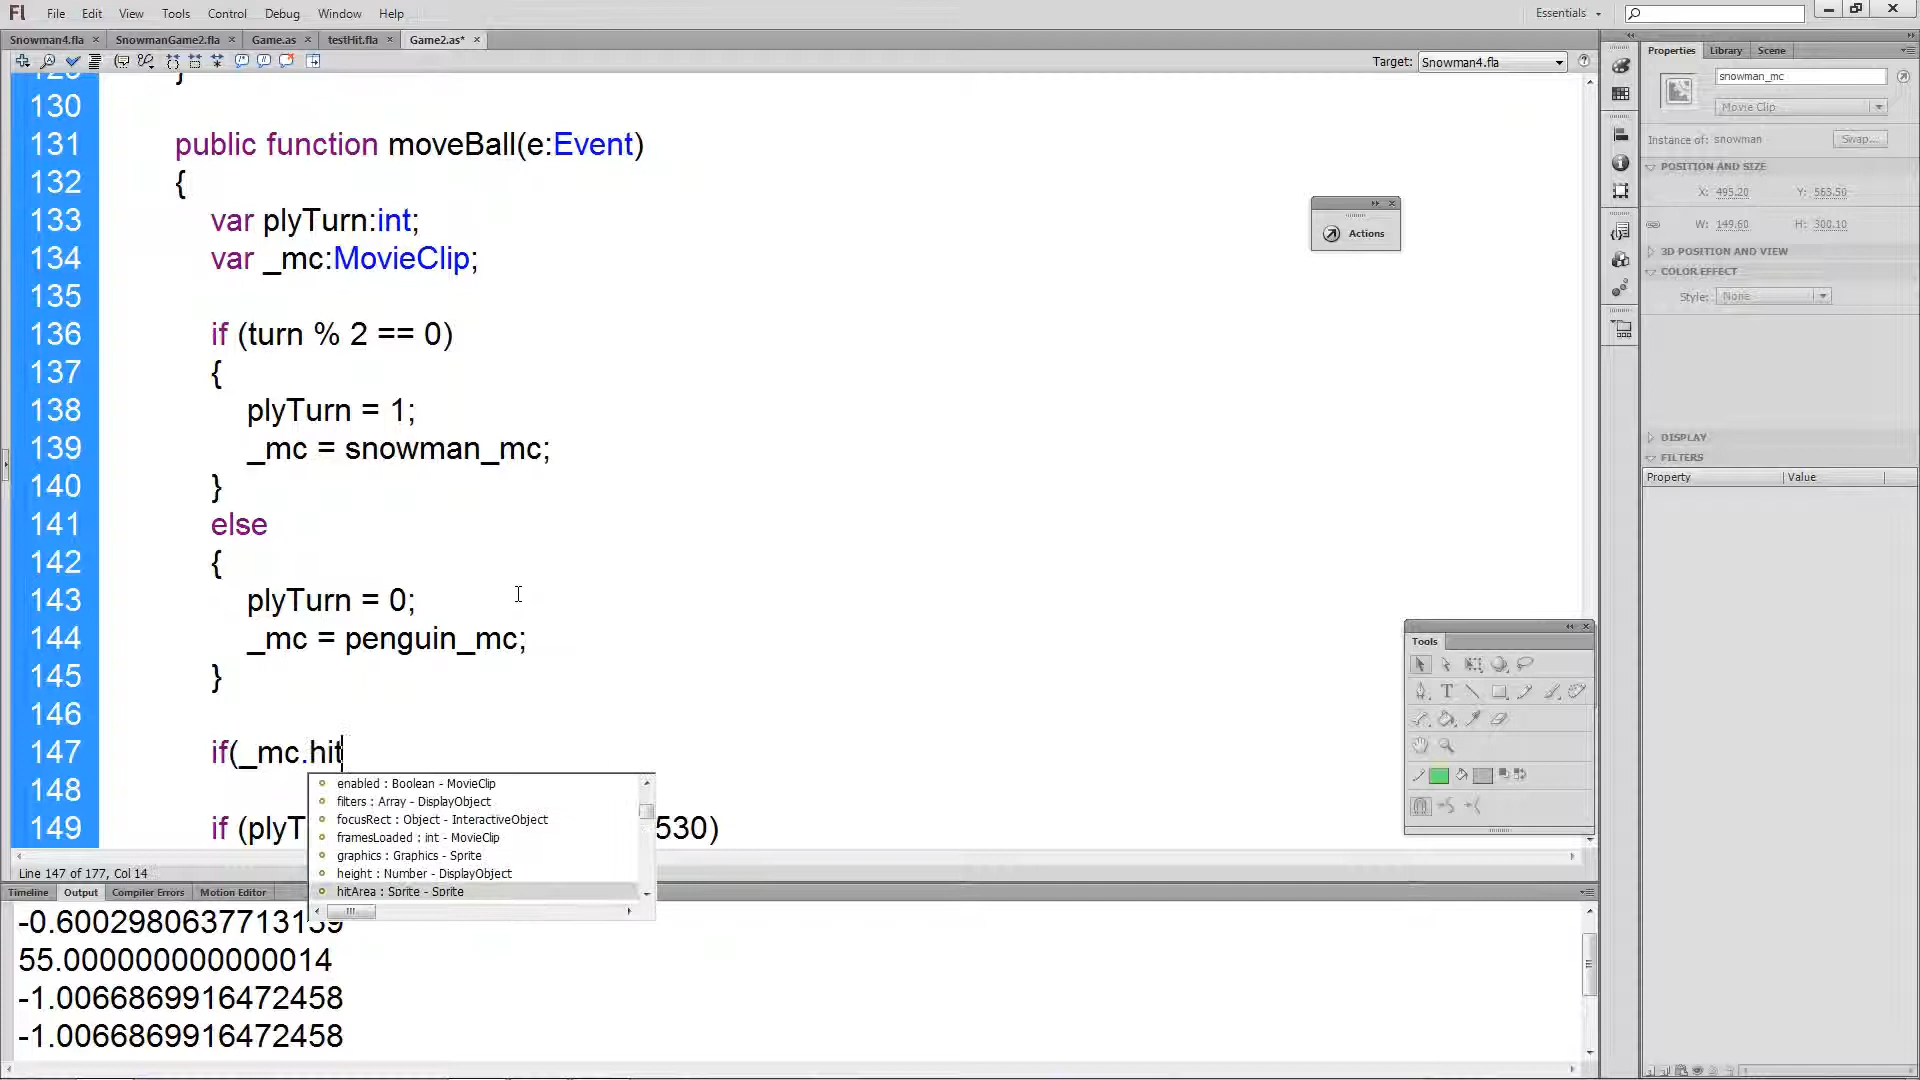 Fl File Edit View Tools Control Debug Window Help Essentials
Snowman4.fla × SnowmanGame2.fla × Game.as × testHit.fla × Game2.as* ×
Target: Snowman4.fla
130
131 public function moveBall(e:Event)
132 {
133 var plyTurn:int;
134 var _mc:MovieClip;
135
136 if (turn % 2 == 0)
137 {
138 plyTurn = 1;
139 _mc = snowman_mc;
140 }
141 else
142 {
143 plyTurn = 0;
144 _mc = penguin_mc;
145 }
146
147 if(_mc.hit
148
149 if (plyT 530)
enabled : Boolean - MovieClip
filters : Array - DisplayObject
focusRect : Object - InteractiveObject
framesLoaded : int - MovieClip
graphics : Graphics - Sprite
height : Number - DisplayObject
hitArea : Sprite - Sprite
Line 147 of 177, Col 14
Timeline Output Compiler Errors Motion Editor
-0.6002980637713159
55.000000000000014
-1.0066869916472458
-1.0066869916472458
Actions
Tools
Properties Library Scene
snowman_mc
Movie Clip
Instance of: snowman Swap...
POSITION AND SIZE
X: 495.20 Y: 563.50
W: 149.60 H: 300.10
3D POSITION AND VIEW
COLOR EFFECT
Style: None
DISPLAY
FILTERS
Property Value